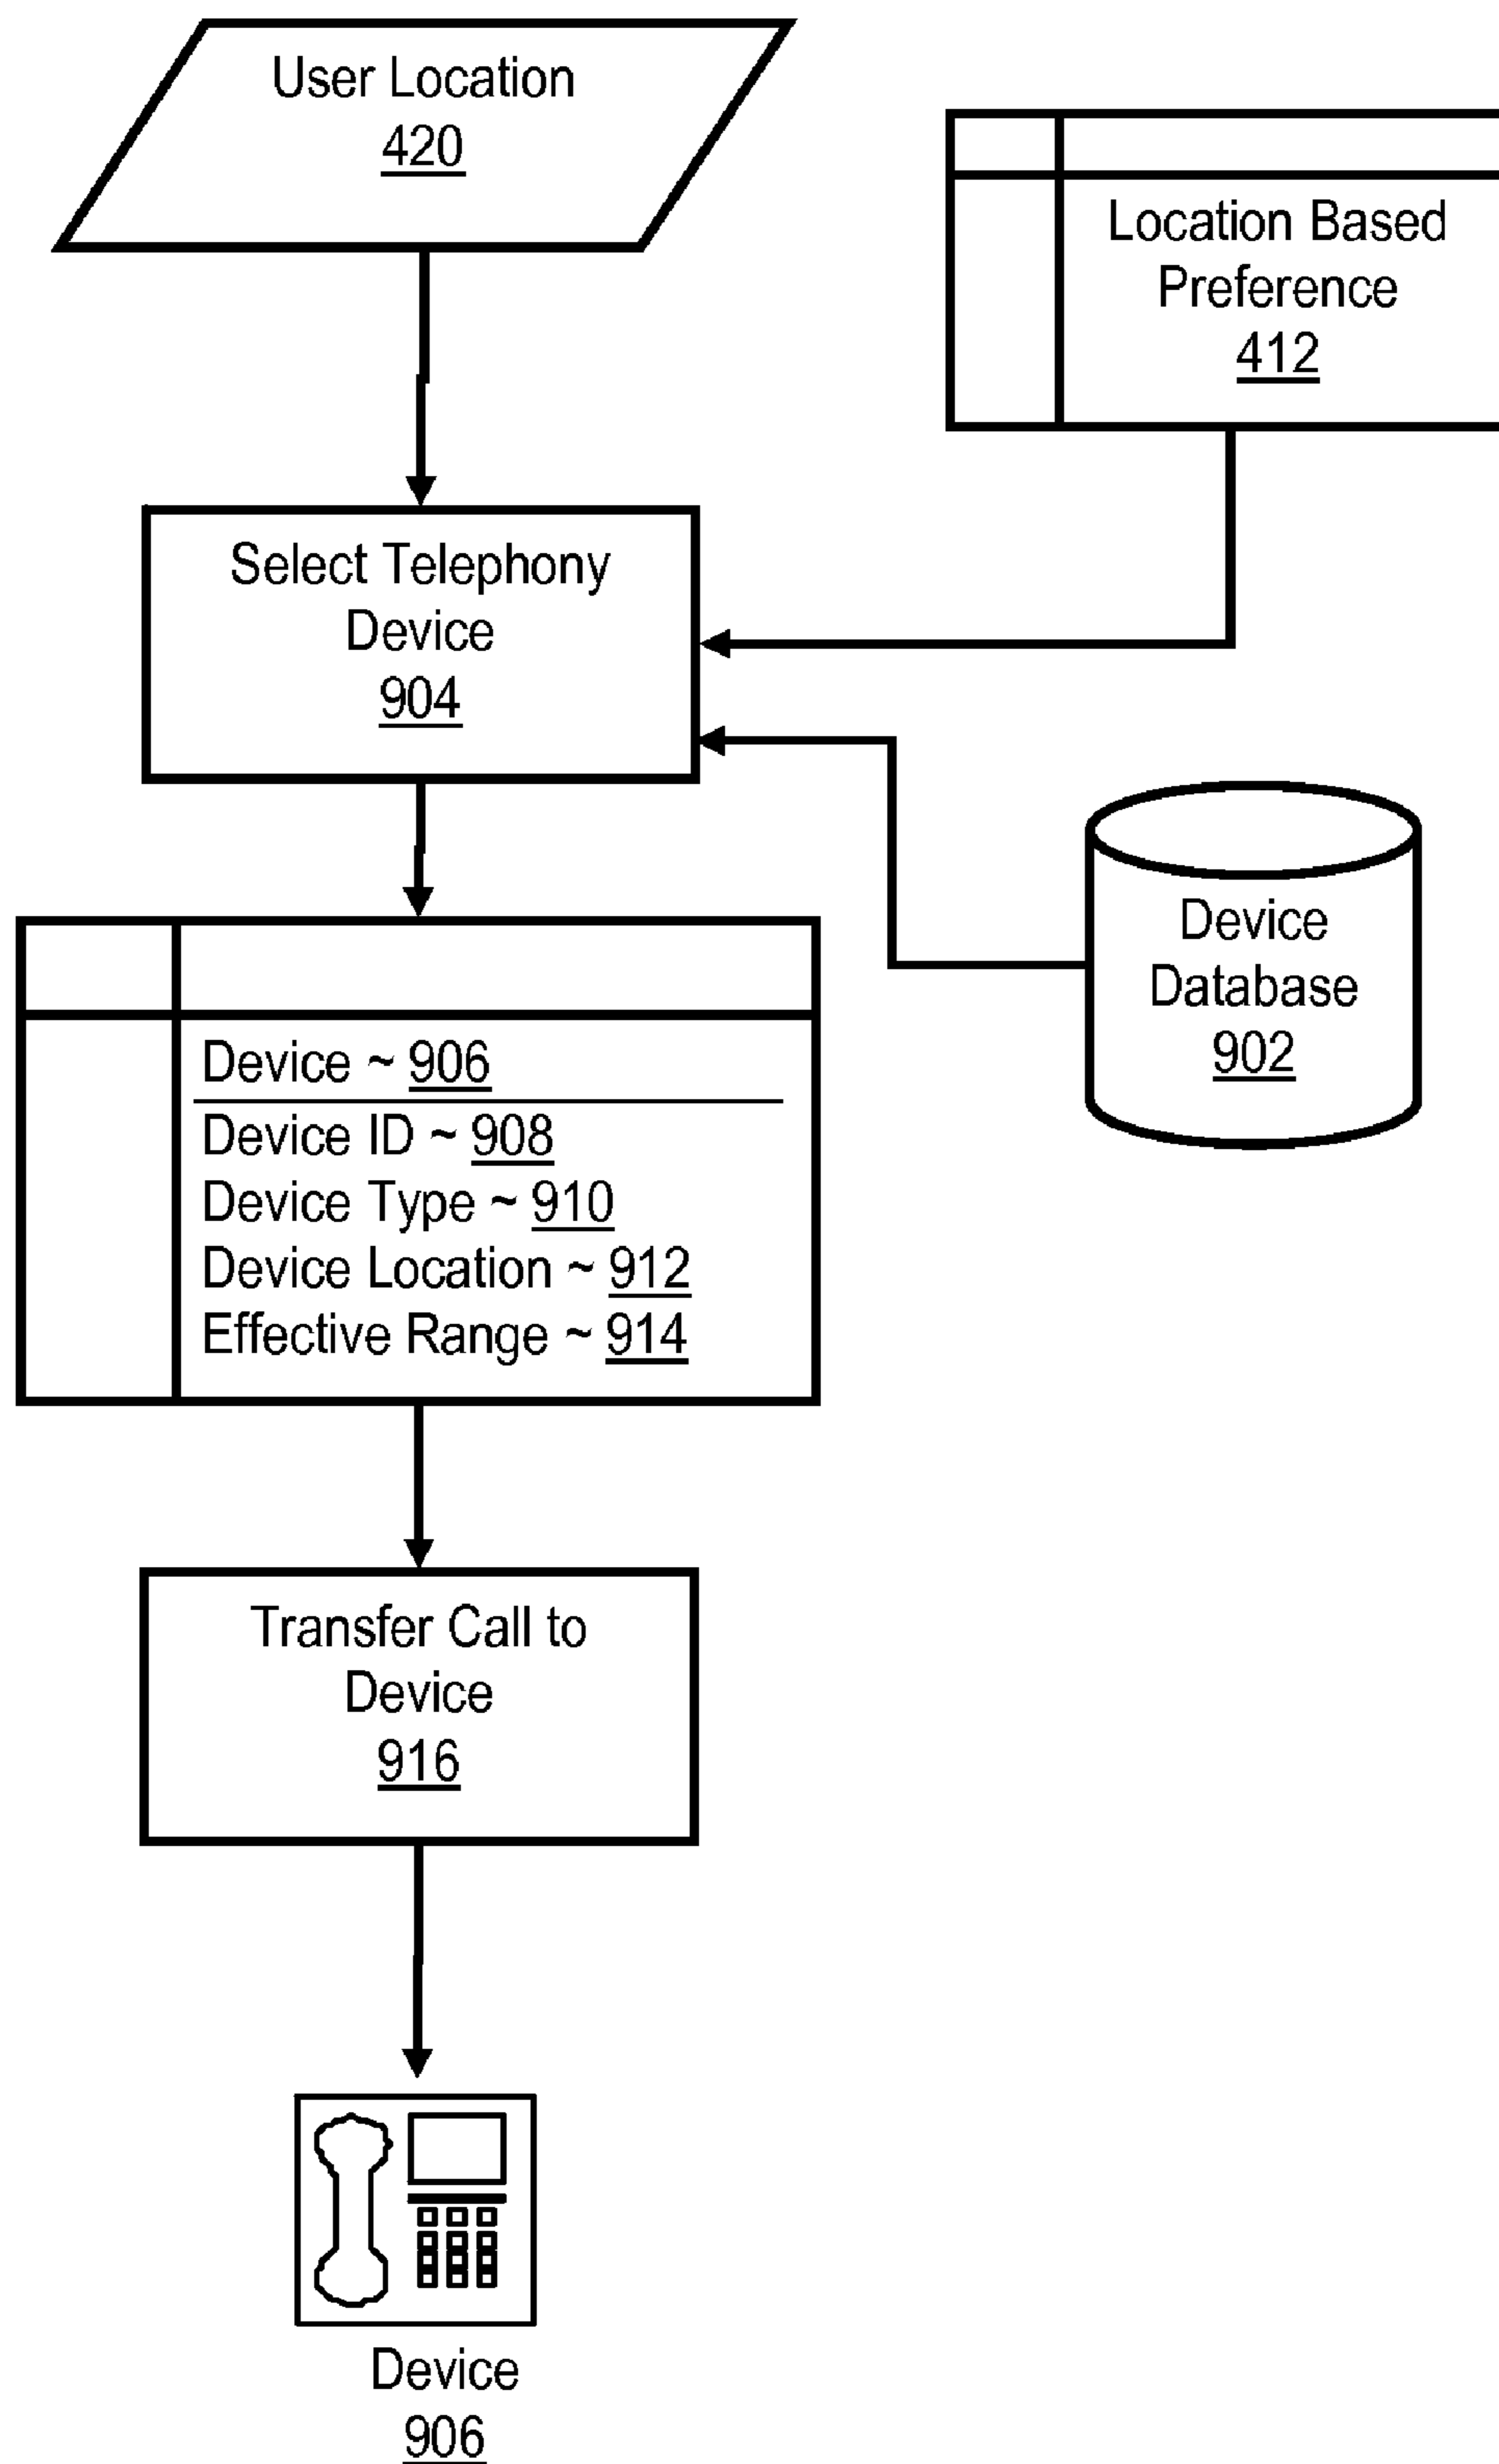 User Location
420
Location Based
Preference
412
Select Telephony
Device
904
Device
Database
902
Device ~ 906
Device ID ~ 908
Device Type ~ 910
Device Location ~ 912
Effective Range ~ 914
Transfer Call to
Device
916
Device
906